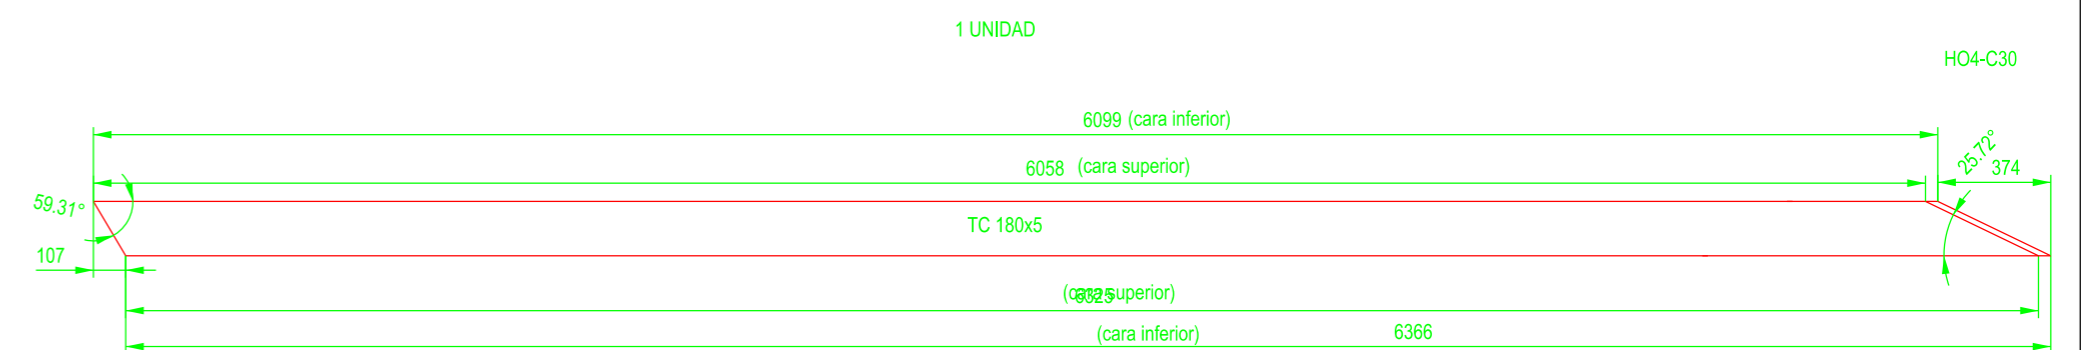 1 UNIDAD
HO4-C30
6099 (cara inferior)
6058 (cara superior)
25.72°
374
59.31°
TC 180x5
107
6325 (cara superior)
(cara inferior) 6366